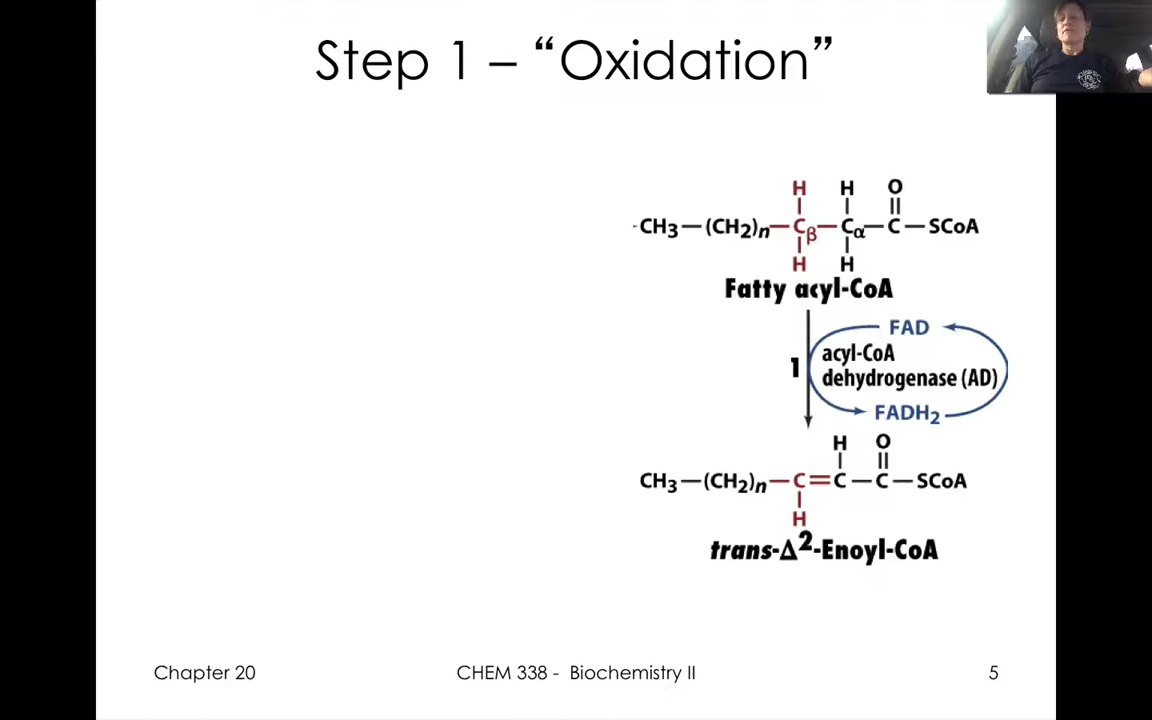 Step 1 – “Oxidation”
H H O
CH3—(CH2)n—Cβ—Cα—C—SCoA
H H
Fatty acyl-CoA
FAD
1 acyl-CoA
dehydrogenase (AD)
FADH2
H O
CH3—(CH2)n—C=C—C—SCoA
H
trans-Δ2-Enoyl-CoA
Chapter 20 CHEM 338 - Biochemistry II 5